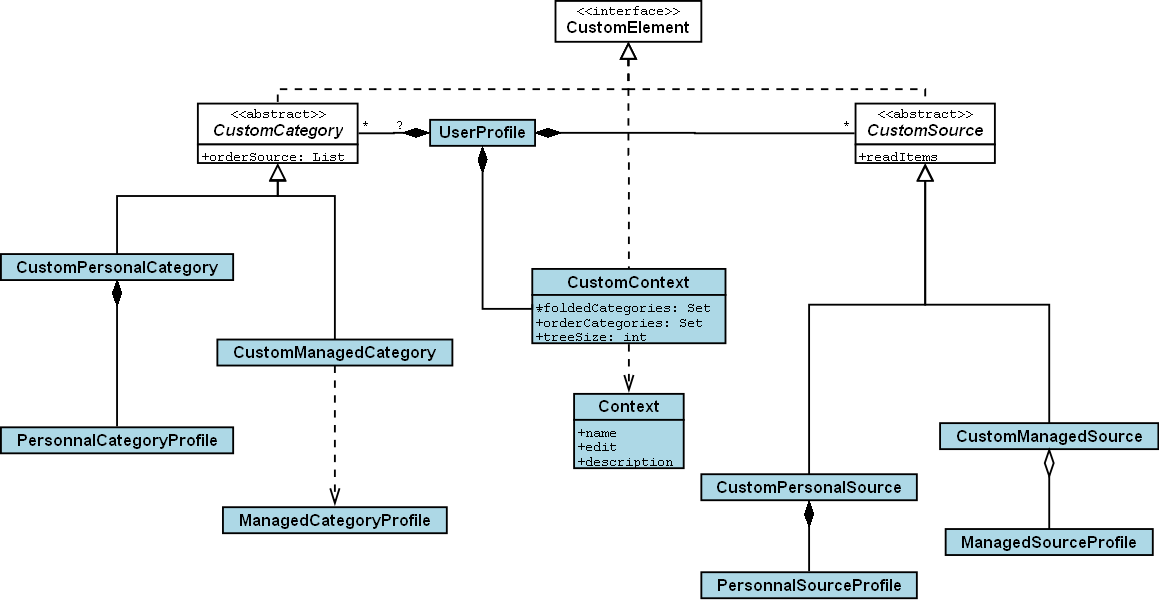 <<interface>>
CustomElement
<<abstract>>
CustomCategory
+orderSource: List
* ?
UserProfile
*
<<abstract>>
CustomSource
+readItems
CustomPersonalCategory
CustomContext
*
+foldedCategories: Set
+orderCategories: Set
+treeSize: int
CustomManagedCategory
Context
+name
+edit
+description
PersonnalCategoryProfile
CustomManagedSource
CustomPersonalSource
ManagedCategoryProfile
ManagedSourceProfile
PersonnalSourceProfile